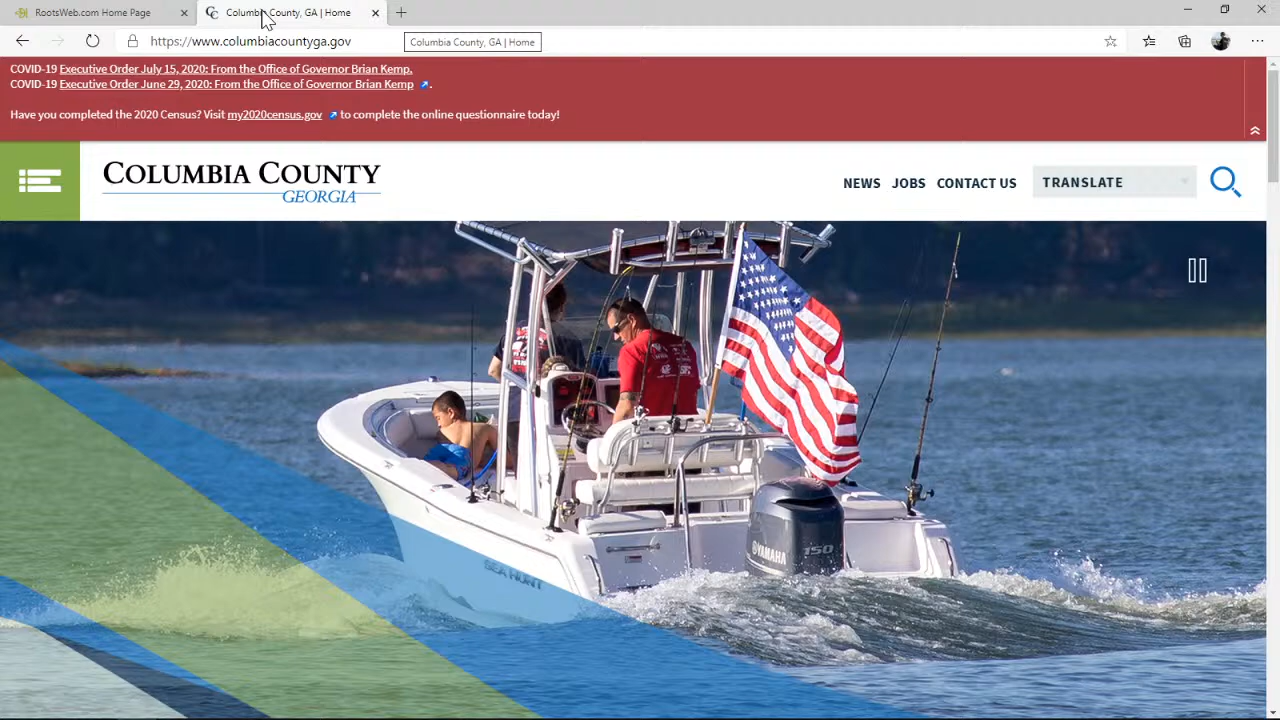 RootsWeb.com Home Page
Columbia County, GA | Home
https://www.columbiacountyga.gov
Columbia County, GA | Home
COVID-19 Executive Order July 15, 2020: From the Office of Governor Brian Kemp.
COVID-19 Executive Order June 29, 2020: From the Office of Governor Brian Kemp .
Have you completed the 2020 Census? Visit my2020census.gov to complete the online questionnaire today!
COLUMBIA COUNTY
GEORGIA
NEWS JOBS CONTACT US TRANSLATE
YAMAHA 150
SEA HUNT